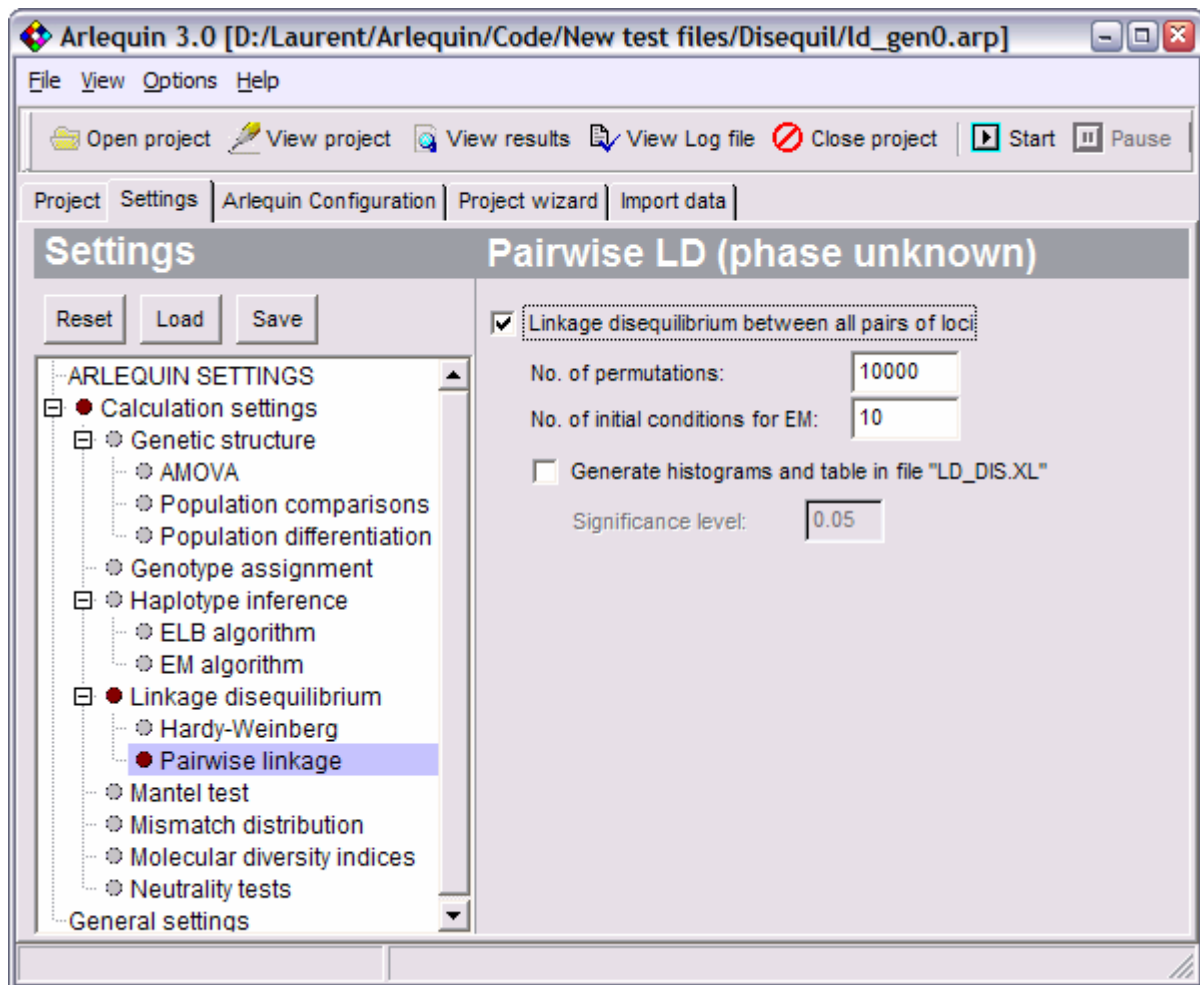 Arlequin 3.0 [D:/Laurent/Arlequin/Code/New test files/Disequil/ld_gen0.arp]
File View Options Help
Open project View project View results View Log file Close project Start Pause
Project Settings Arlequin Configuration Project wizard Import data
Settings
Reset Load Save
ARLEQUIN SETTINGS
Calculation settings
Genetic structure
AMOVA
Population comparisons
Population differentiation
Genotype assignment
Haplotype inference
ELB algorithm
EM algorithm
Linkage disequilibrium
Hardy-Weinberg
Pairwise linkage
Mantel test
Mismatch distribution
Molecular diversity indices
Neutrality tests
General settings
Pairwise LD (phase unknown)
Linkage disequilibrium between all pairs of loci
No. of permutations: 10000
No. of initial conditions for EM: 10
Generate histograms and table in file "LD_DIS.XL"
Significance level: 0.05